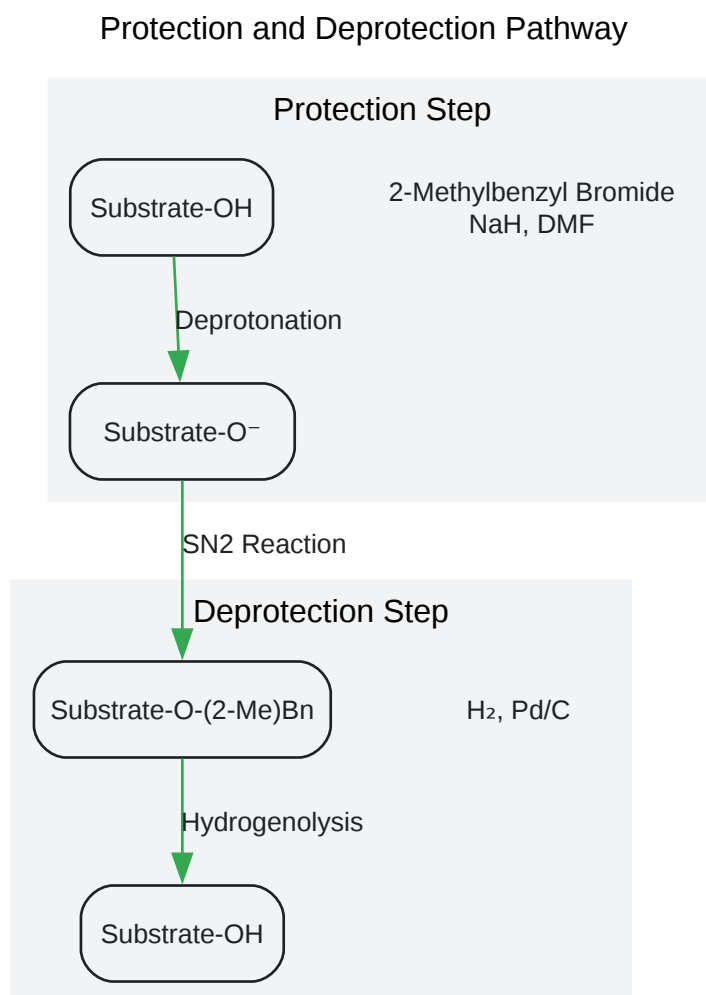 Protection and Deprotection Pathway
Protection Step
Substrate-OH
2-Methylbenzyl Bromide
NaH, DMF
Deprotonation
Substrate-O⁻
SN2 Reaction
Deprotection Step
Substrate-O-(2-Me)Bn
H₂, Pd/C
Hydrogenolysis
Substrate-OH